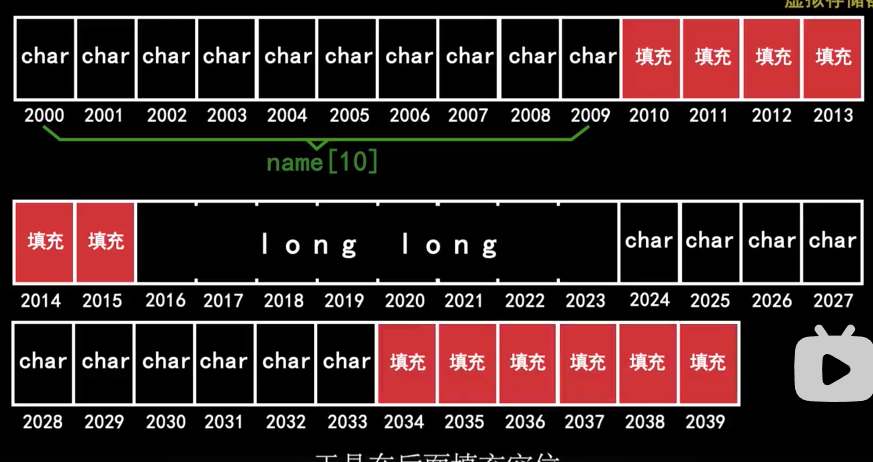 虚拟存储器
char char char char char char char char char char 填充 填充 填充 填充
2000 2001 2002 2003 2004 2005 2006 2007 2008 2009 2010 2011 2012 2013
name[10]
填充 填充 long long char char char char
2014 2015 2016 2017 2018 2019 2020 2021 2022 2023 2024 2025 2026 2027
char char char char char char 填充 填充 填充 填充 填充 填充
2028 2029 2030 2031 2032 2033 2034 2035 2036 2037 2038 2039